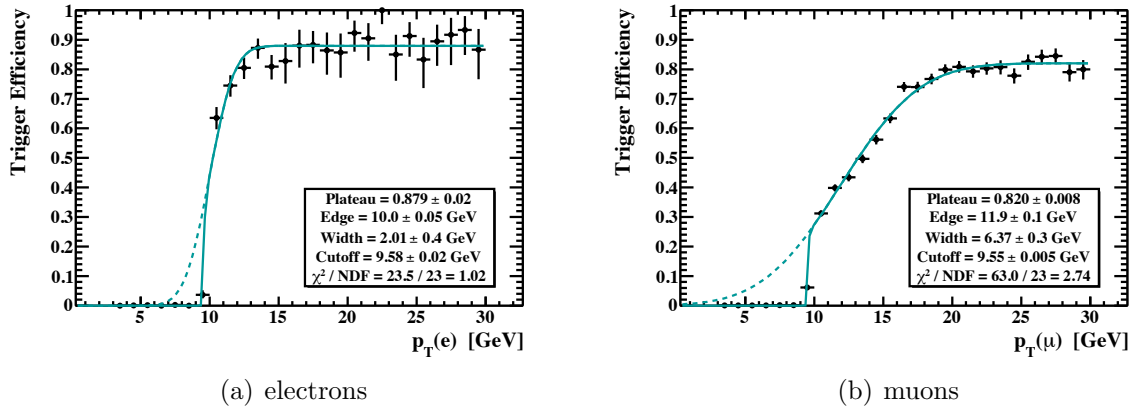 Trigger Efficiency
1
0.9
0.8
0.7
0.6
0.5
0.4
0.3
0.2
0.1
0
Plateau = 0.879 ± 0.02
Edge = 10.0 ± 0.05 GeV
Width = 2.01 ± 0.4 GeV
Cutoff = 9.58 ± 0.02 GeV
χ² / NDF = 23.5 / 23 = 1.02
5 10 15 20 25 30
p_T(e) [GeV]
(a) electrons
Trigger Efficiency
1
0.9
0.8
0.7
0.6
0.5
0.4
0.3
0.2
0.1
0
Plateau = 0.820 ± 0.008
Edge = 11.9 ± 0.1 GeV
Width = 6.37 ± 0.3 GeV
Cutoff = 9.55 ± 0.005 GeV
χ² / NDF = 63.0 / 23 = 2.74
5 10 15 20 25 30
p_T(μ) [GeV]
(b) muons